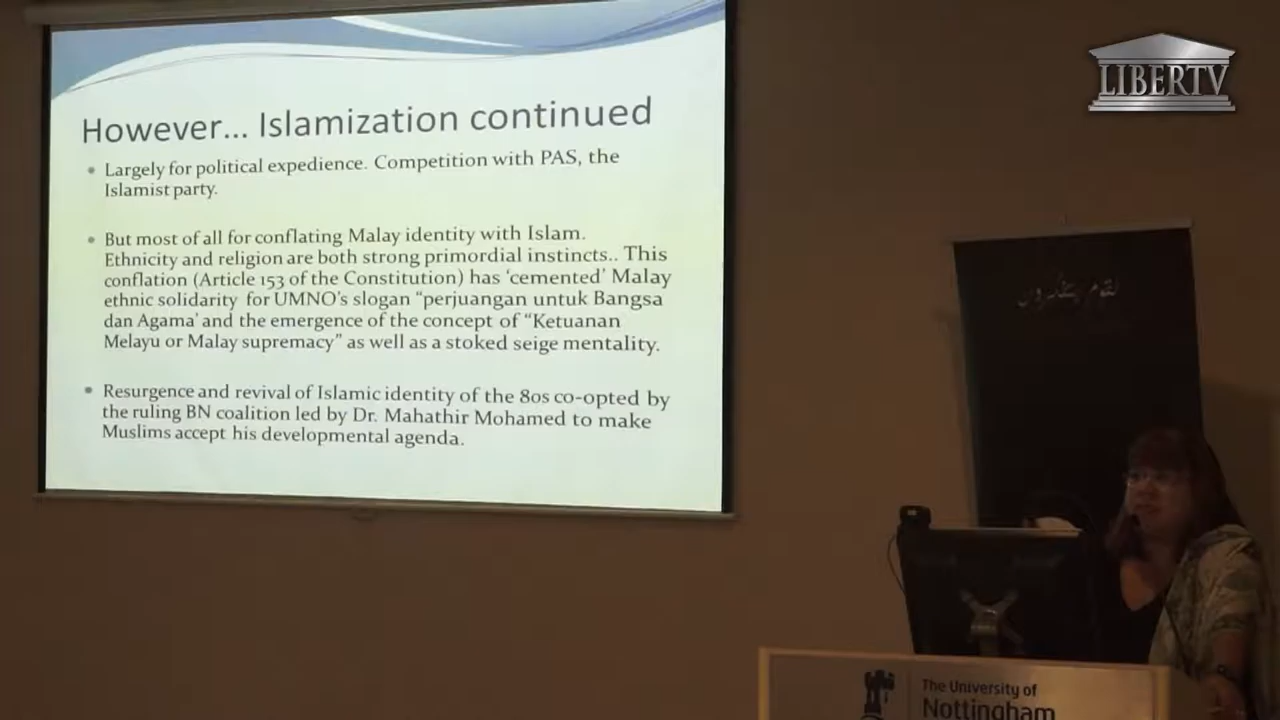 LIBERTV
However... Islamization continued
• Largely for political expedience. Competition with PAS, the
Islamist party.
• But most of all for conflating Malay identity with Islam.
Ethnicity and religion are both strong primordial instincts.. This
conflation (Article 153 of the Constitution) has 'cemented' Malay
ethnic solidarity for UMNO's slogan "perjuangan untuk Bangsa
dan Agama' and the emergence of the concept of "Ketuanan
Melayu or Malay supremacy" as well as a stoked seige mentality.
• Resurgence and revival of Islamic identity of the 80s co-opted by
the ruling BN coalition led by Dr. Mahathir Mohamed to make
Muslims accept his developmental agenda.
The University of
Nottingham